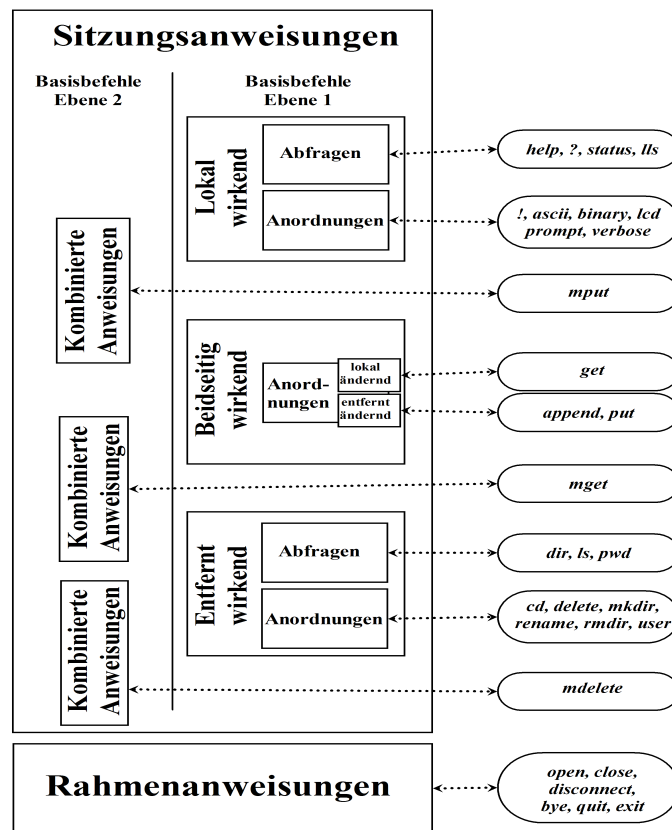 Sitzungsanweisungen
Basisbefehle
Ebene 2
Basisbefehle
Ebene 1
Lokal
wirkend
Abfragen
help, ?, status, lls
Anordnungen
!, ascii, binary, lcd
prompt, verbose
Kombinierte
Anweisungen
mput
Beidseitig
wirkend
Anord-
nungen
lokal
ändernd
get
entfernt
ändernd
append, put
Kombinierte
Anweisungen
mget
Entfernt
wirkend
Abfragen
dir, ls, pwd
Anordnungen
cd, delete, mkdir,
rename, rmdir, user
Kombinierte
Anweisungen
mdelete
Rahmenanweisungen
open, close,
disconnect,
bye, quit, exit